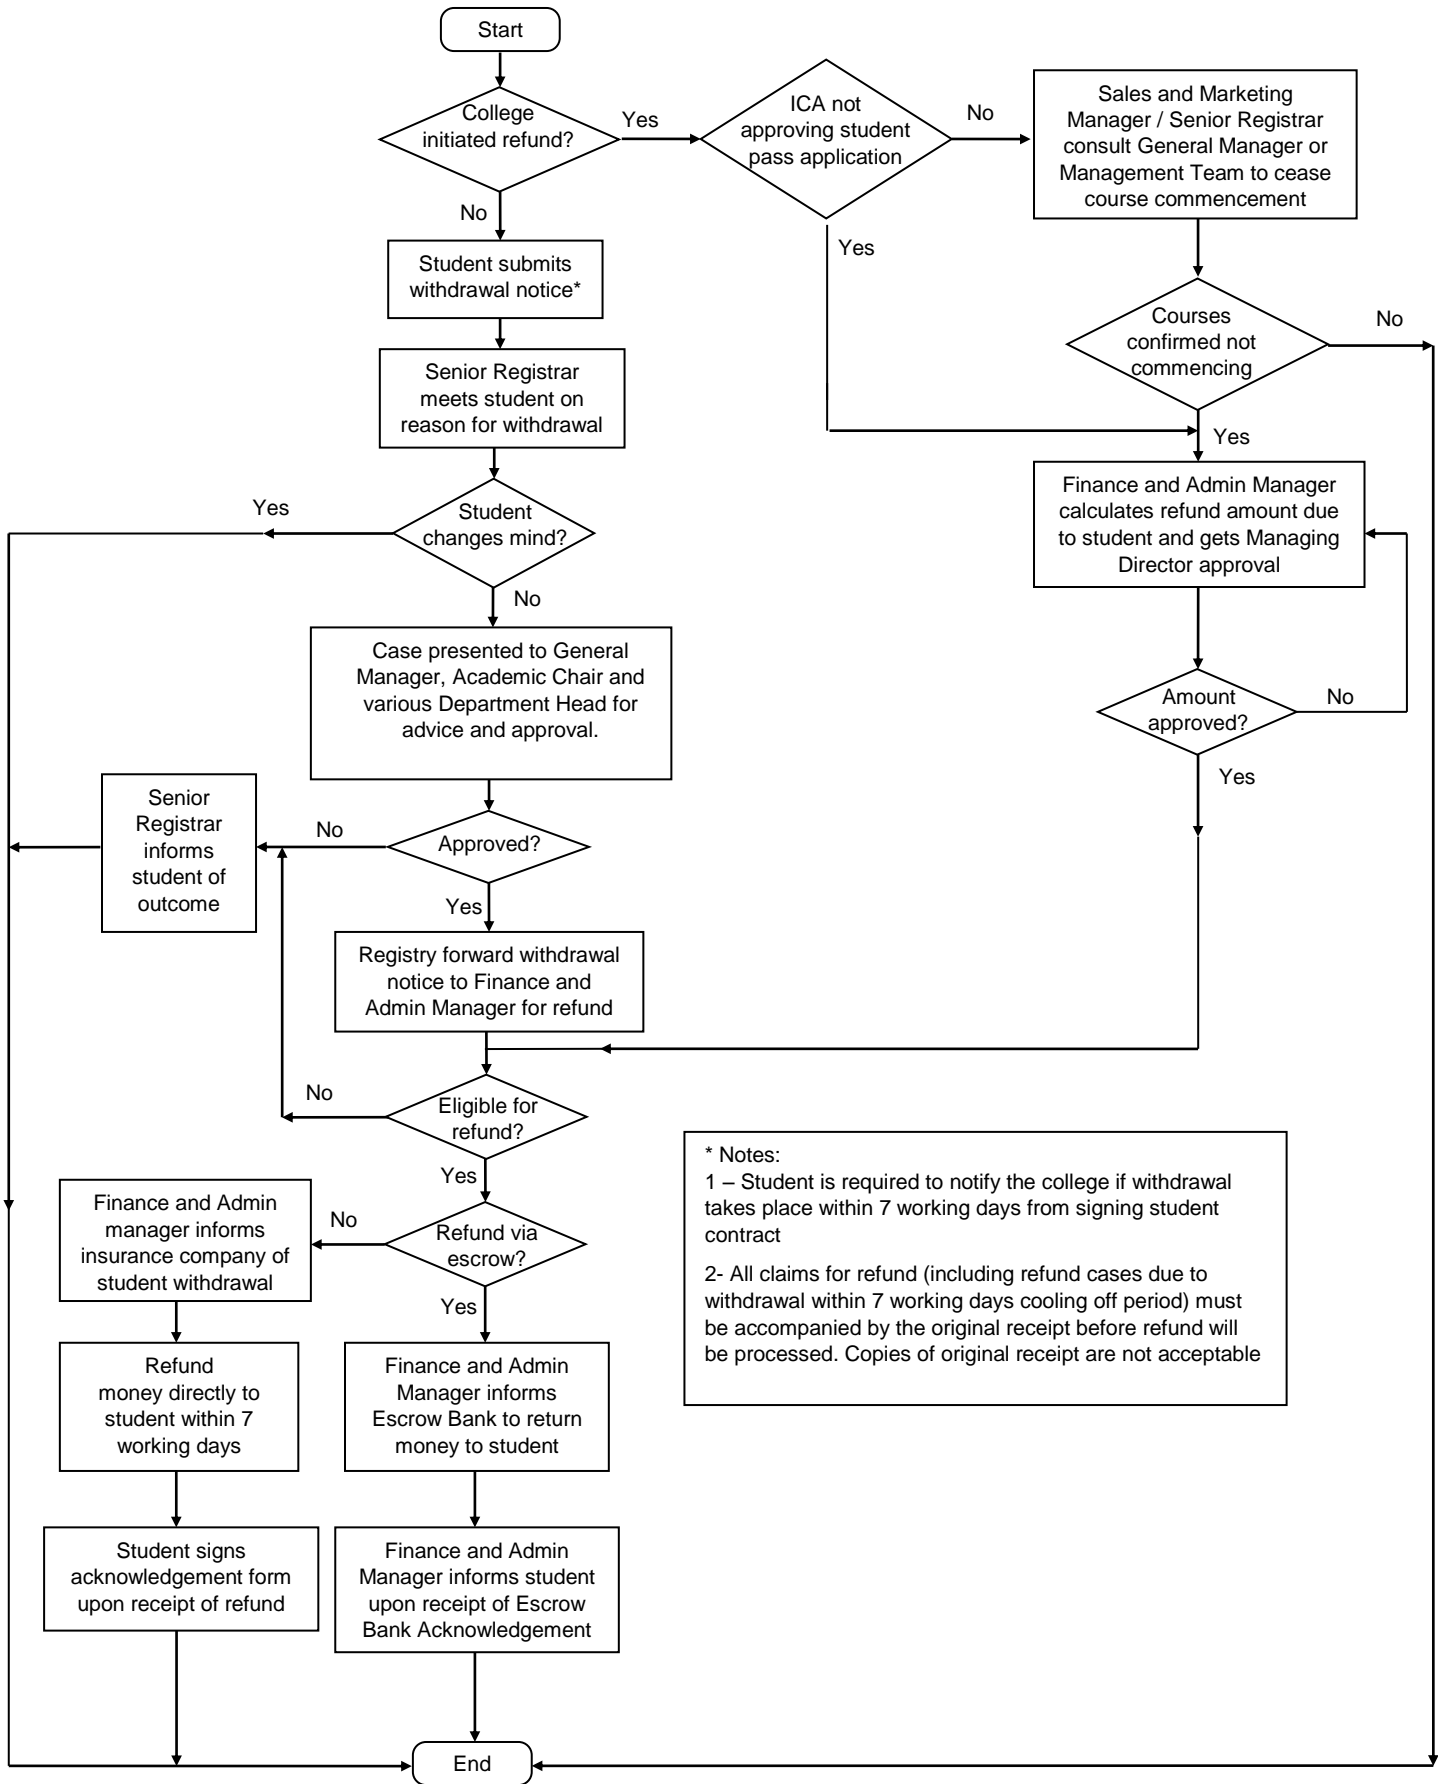 Start
College
initiated refund?
Yes
ICA not
approving student
pass application
No
Sales and Marketing
Manager / Senior Registrar
consult General Manager or
Management Team to cease
course commencement
No
Student submits
withdrawal notice*
Yes
Courses
confirmed not
commencing
No
Senior Registrar
meets student on
reason for withdrawal
Yes
Finance and Admin Manager
calculates refund amount due
to student and gets Managing
Director approval
Yes
Student
changes mind?
No
Case presented to General
Manager, Academic Chair and
various Department Head for
advice and approval.
Amount
approved?
No
Yes
Senior
Registrar
informs
student of
outcome
No
Approved?
Yes
Registry forward withdrawal
notice to Finance and
Admin Manager for refund
No
Eligible for
refund?
Yes
* Notes:
1 – Student is required to notify the college if withdrawal
takes place within 7 working days from signing student
contract
2- All claims for refund (including refund cases due to
withdrawal within 7 working days cooling off period) must
be accompanied by the original receipt before refund will
be processed. Copies of original receipt are not acceptable
Finance and Admin
manager informs
insurance company of
student withdrawal
No
Refund via
escrow?
Yes
Refund
money directly to
student within 7
working days
Finance and Admin
Manager informs
Escrow Bank to return
money to student
Student signs
acknowledgement form
upon receipt of refund
Finance and Admin
Manager informs student
upon receipt of Escrow
Bank Acknowledgement
End